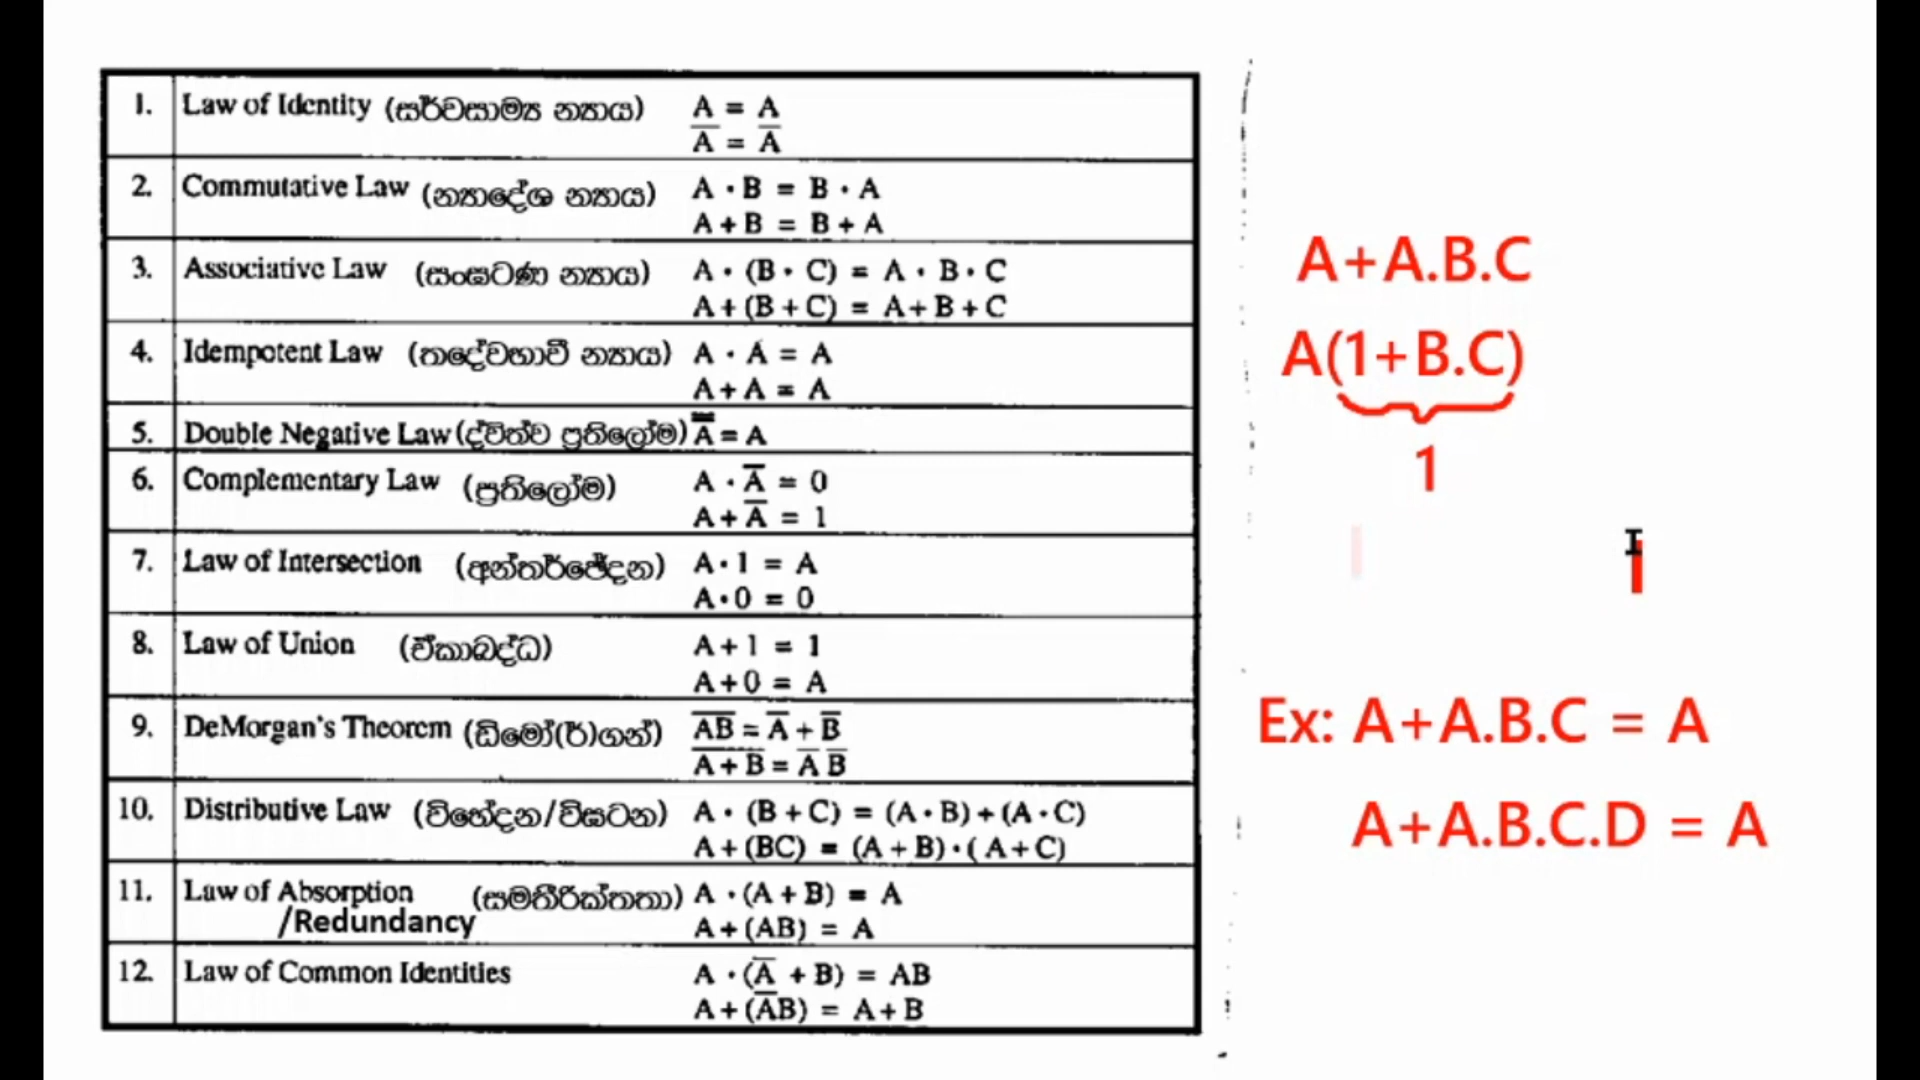 1. Law of Identity (සර්වසාම්‍ය න්‍යාය) A = A
A̅ = A̅
2. Commutative Law (න්‍යාදේශ න්‍යාය) A · B = B · A
A + B = B + A
3. Associative Law (සංඝටණ න්‍යාය) A · (B · C) = A · B · C
A + (B + C) = A + B + C
4. Idempotent Law (තදේවභාවී න්‍යාය) A · A = A
A + A = A
5. Double Negative Law (ද්විත්ව ප්‍රතිලෝම) A̿ = A
6. Complementary Law (ප්‍රතිලෝම) A · A̅ = 0
A + A̅ = 1
7. Law of Intersection (අන්තර්ඡේදන) A · 1 = A
A · 0 = 0
8. Law of Union (ඒකාබද්ධ) A + 1 = 1
A + 0 = A
9. DeMorgan's Theorem (ඩිමෝ(ර්)ගන්) A̅B̅ = A̅ + B̅
A̅ ̅+̅ ̅B̅ = A̅ B̅
10. Distributive Law (විභේදන/විඝටන) A · (B + C) = (A · B) + (A · C)
A + (BC) = (A + B) · (A + C)
11. Law of Absorption (සමතිරික්තතා) A · (A + B) = A
/Redundancy A + (AB) = A
12. Law of Common Identities A · (A̅ + B) = AB
A + (A̅B) = A + B
A+A.B.C
A(1+B.C)
1
Ex: A+A.B.C = A
A+A.B.C.D = A